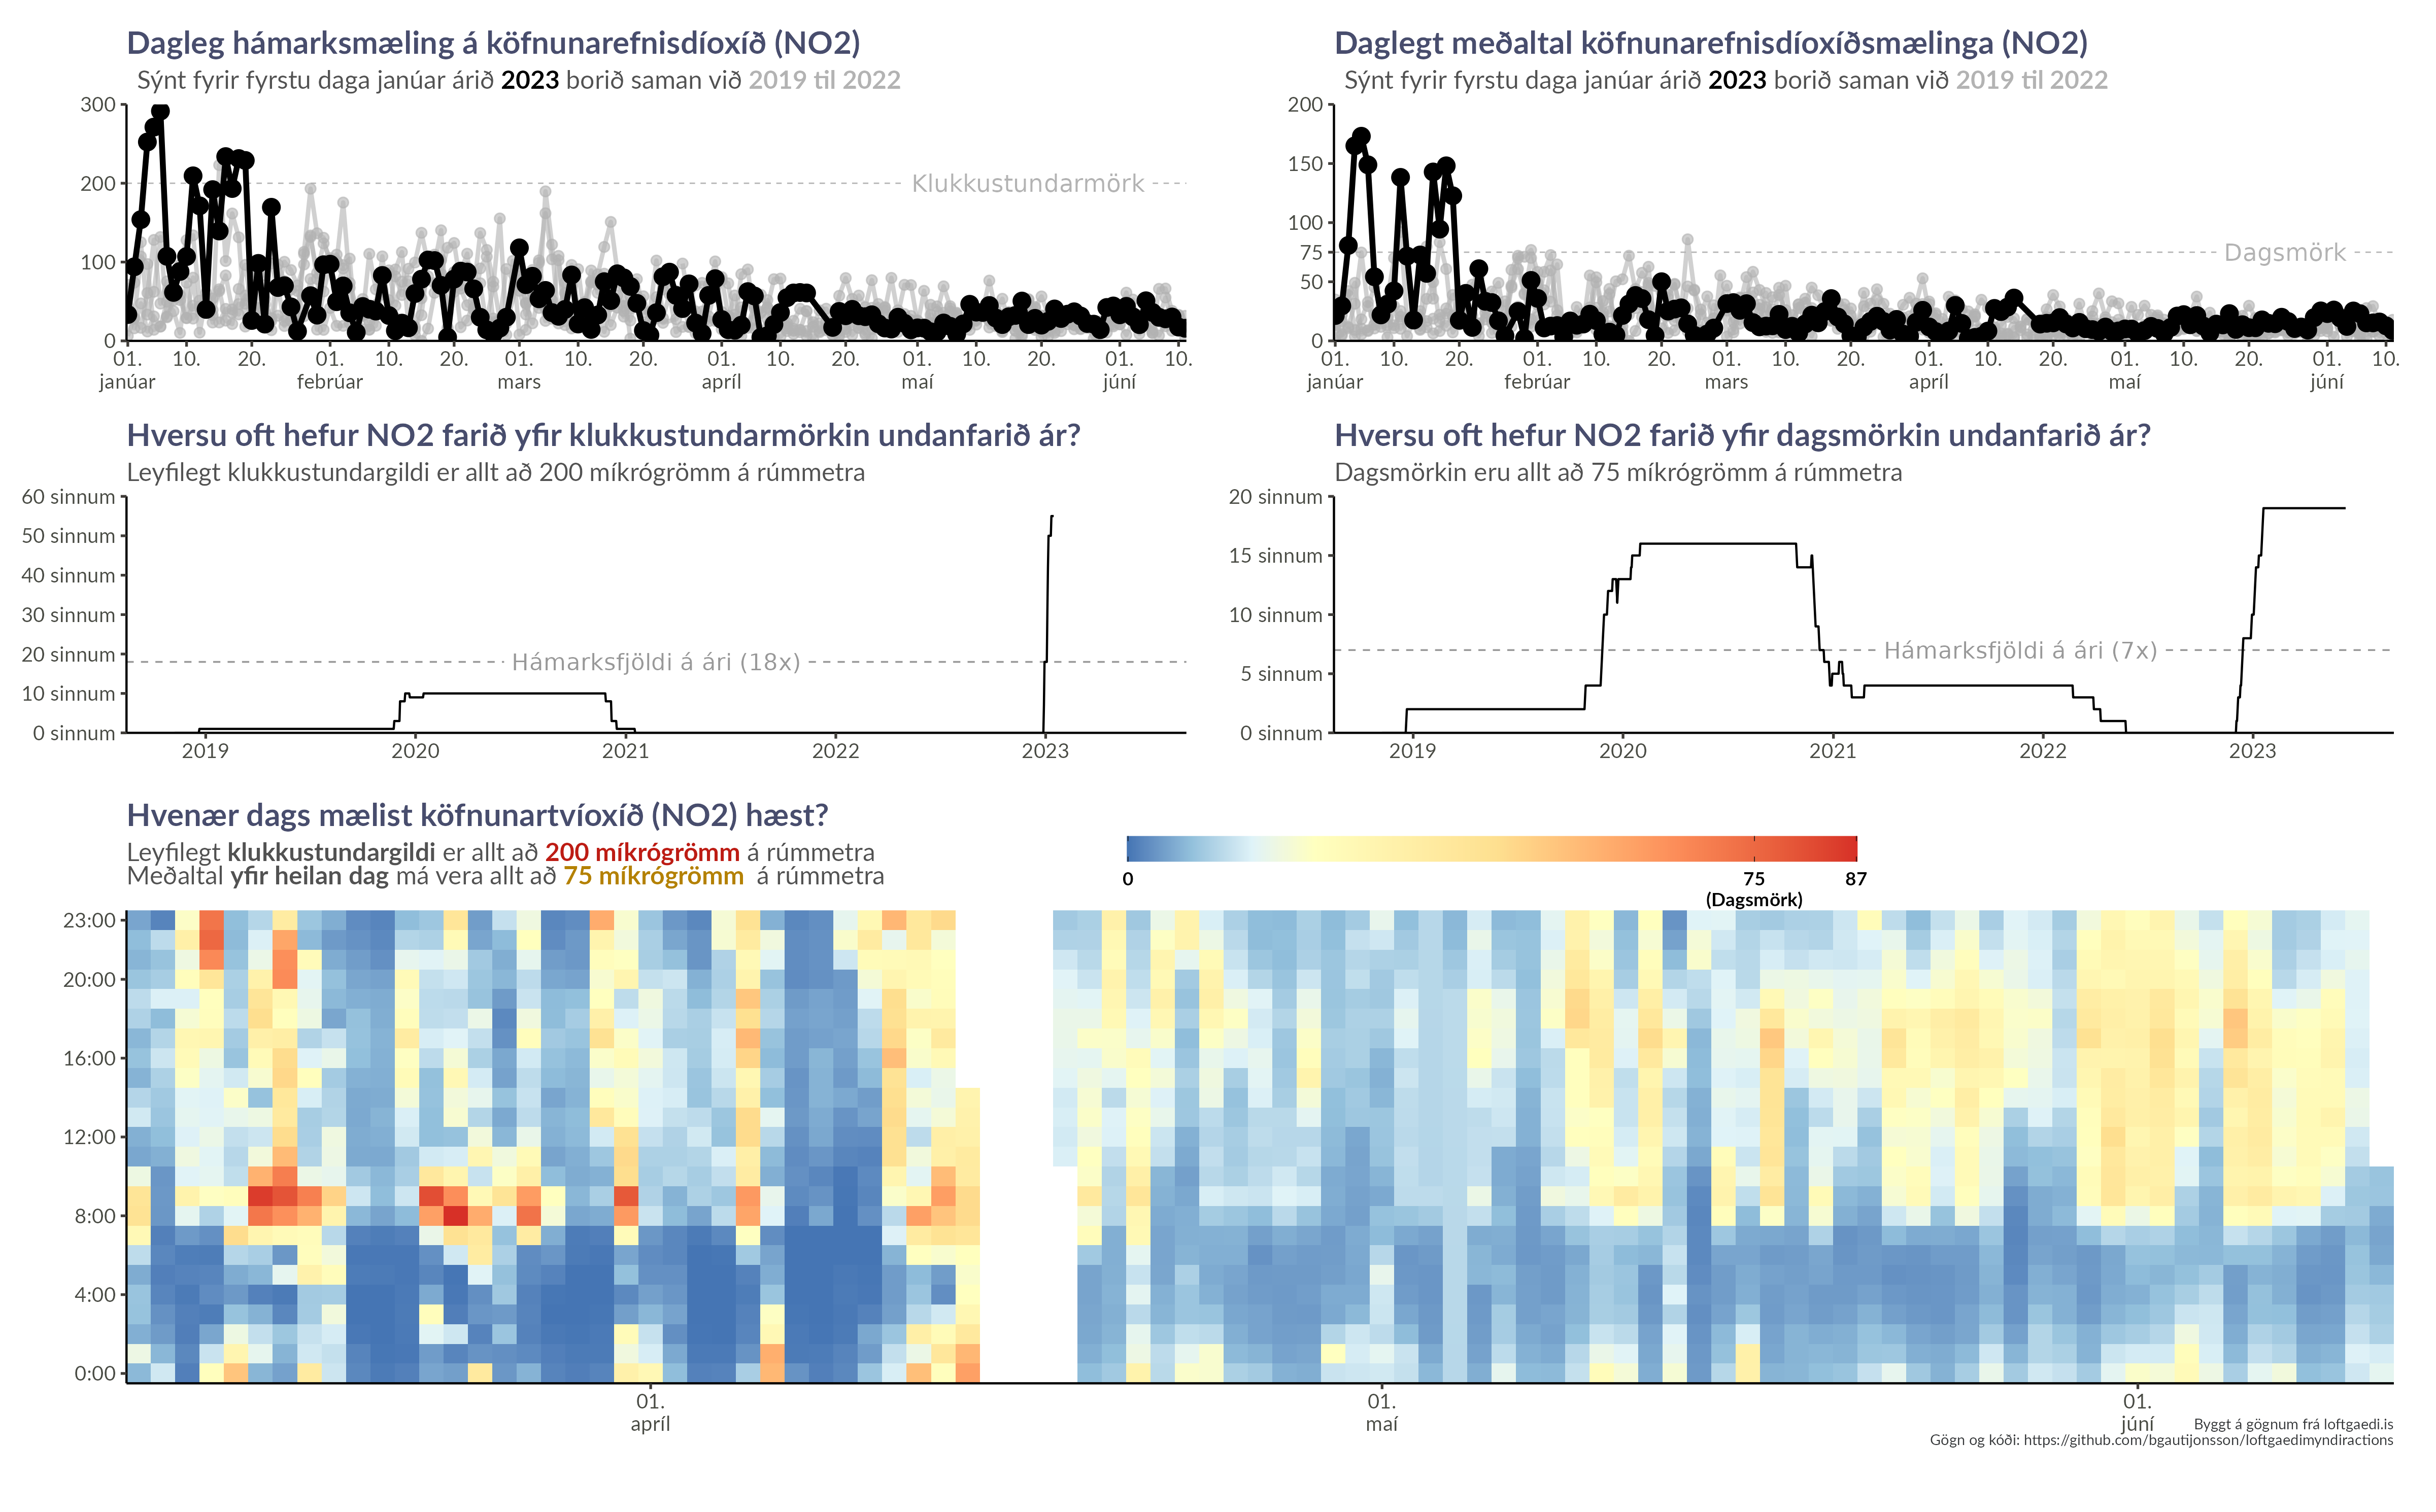 Dagleg hámarksmæling á köfnunarefnisdíoxíð (NO2)
Sýnt fyrir fyrstu daga janúar árið 2023 borið saman við 2019 til 2022
300
200
100
0
Klukkustundarmörk
01. 10. 20. 01. 10. 20. 01. 10. 20. 01. 10. 20. 01. 10. 20. 01. 10.
janúar febrúar mars apríl maí júní
Daglegt meðaltal köfnunarefnisdíoxíðsmælinga (NO2)
Sýnt fyrir fyrstu daga janúar árið 2023 borið saman við 2019 til 2022
200
150
100
75
50
0
Dagsmörk
01. 10. 20. 01. 10. 20. 01. 10. 20. 01. 10. 20. 01. 10. 20. 01. 10.
janúar febrúar mars apríl maí júní
Hversu oft hefur NO2 farið yfir klukkustundarmörkin undanfarið ár?
Leyfilegt klukkustundargildi er allt að 200 míkrógrömm á rúmmetra
60 sinnum
50 sinnum
40 sinnum
30 sinnum
20 sinnum
10 sinnum
0 sinnum
Hámarksfjöldi á ári (18x)
2019 2020 2021 2022 2023
Hversu oft hefur NO2 farið yfir dagsmörkin undanfarið ár?
Dagsmörkin eru allt að 75 míkrógrömm á rúmmetra
20 sinnum
15 sinnum
10 sinnum
5 sinnum
0 sinnum
Hámarksfjöldi á ári (7x)
2019 2020 2021 2022 2023
Hvenær dags mælist köfnunartvíoxíð (NO2) hæst?
Leyfilegt klukkustundargildi er allt að 200 míkrógrömm á rúmmetra
Meðaltal yfir heilan dag má vera allt að 75 míkrógrömm á rúmmetra
0 75 87
(Dagsmörk)
23:00
20:00
16:00
12:00
8:00
4:00
0:00
01. 01. 01.
apríl maí júní
Byggt á gögnum frá loftgaedi.is
Gögn og kóði: https://github.com/bgautijonsson/loftgaedimyndiractions